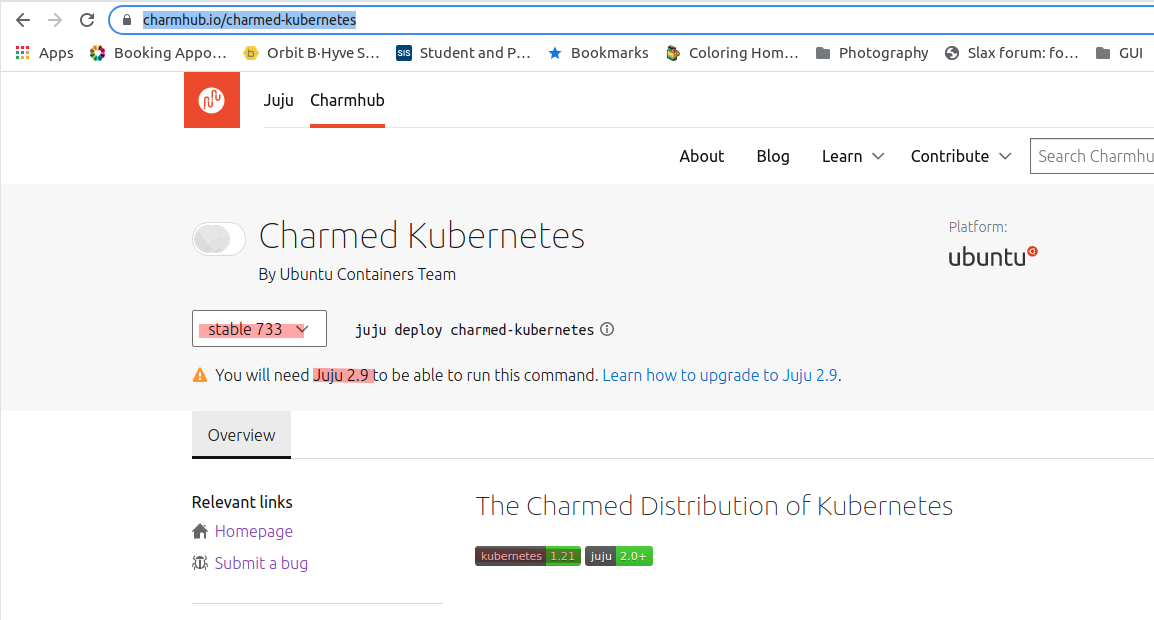 charmhub.io/charmed-kubernetes
Apps Booking Appo... Orbit B·Hyve S... SIS Student and P... Bookmarks Coloring Hom... Photography Slax forum: fo... GUI
Juju Charmhub
About Blog Learn Contribute Search Charmhu
Charmed Kubernetes
Platform:
ubuntu
By Ubuntu Containers Team
stable 733 juju deploy charmed-kubernetes
You will need Juju 2.9 to be able to run this command. Learn how to upgrade to Juju 2.9.
Overview
Relevant links
Homepage
Submit a bug
The Charmed Distribution of Kubernetes
kubernetes 1.21 juju 2.0+